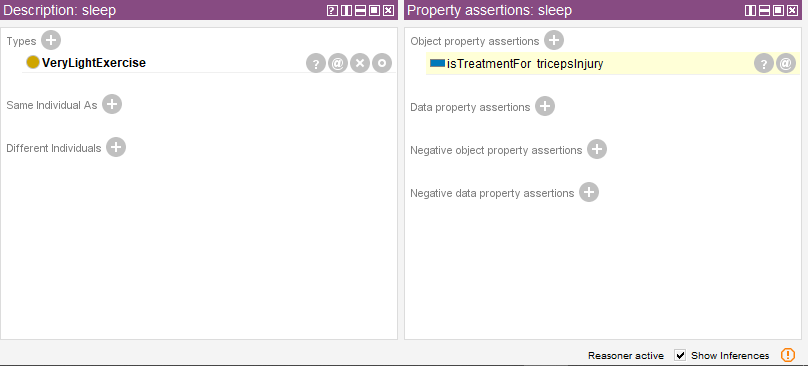 Description: sleep
Types
VeryLightExercise
Same Individual As
Different Individuals
Property assertions: sleep
Object property assertions
isTreatmentFor tricepsInjury
Data property assertions
Negative object property assertions
Negative data property assertions
Reasoner active Show Inferences